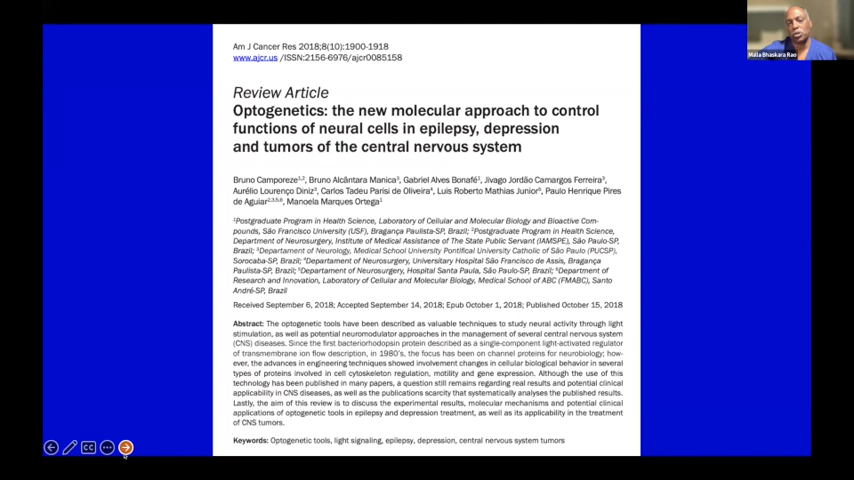 Am J Cancer Res 2018;8(10):1900-1918
www.ajcr.us /ISSN:2156-6976/ajcr0085158
Malla Bhaskara Rao
Review Article
Optogenetics: the new molecular approach to control
functions of neural cells in epilepsy, depression
and tumors of the central nervous system
Bruno Camporeze1,2, Bruno Alcântara Manica3, Gabriel Alves Bonafé1, Jivago Jordão Camargos Ferreira3,
Aurélio Lourenço Diniz3, Carlos Tadeu Parisi de Oliveira4, Luis Roberto Mathias Junior5, Paulo Henrique Pires
de Aguiar2,3,5,6, Manoela Marques Ortega1
1Postgraduate Program in Health Science, Laboratory of Cellular and Molecular Biology and Bioactive Com-
pounds, São Francisco University (USF), Bragança Paulista-SP, Brazil; 2Postgraduate Program in Health Science,
Department of Neurosurgery, Institute of Medical Assistance of The State Public Servant (IAMSPE), São Paulo-SP,
Brazil; 3Departament of Neurology, Medical School University Pontifical University Catholic of São Paulo (PUCSP),
Sorocaba-SP, Brazil; 4Departament of Neurosurgery, Universitary Hospital São Francisco de Assis, Bragança
Paulista-SP, Brazil; 5Departament of Neurosurgery, Hospital Santa Paula, São Paulo-SP, Brazil; 6Department of
Research and Innovation, Laboratory of Cellular and Molecular Biology, Medical School of ABC (FMABC), Santo
André-SP, Brazil
Received September 6, 2018; Accepted September 14, 2018; Epub October 1, 2018; Published October 15, 2018
Abstract: The optogenetic tools have been described as valuable techniques to study neural activity through light
stimulation, as well as potential neuromodulator approaches in the management of several central nervous system
(CNS) diseases. Since the first bacteriorhodopsin protein described as a single-component light-activated regulator
of transmembrane ion flow description, in 1980's, the focus has been on channel proteins for neurobiology; how-
ever, the advances in engineering techniques showed involvement changes in cellular biological behavior in several
types of proteins involved in cell cytoskeleton regulation, motility and gene expression. Although the use of this
technology has been published in many papers, a question still remains regarding real results and potential clinical
applicability in CNS diseases, as well as the publications scarcity that systematically analyses the published results.
Lastly, the aim of this review is to discuss the experimental results, molecular mechanisms and potential clinical
applications of optogenetic tools in epilepsy and depression treatment, as well as its applicability in the treatment
of CNS tumors.
Keywords: Optogenetic tools, light signaling, epilepsy, depression, central nervous system tumors
CC